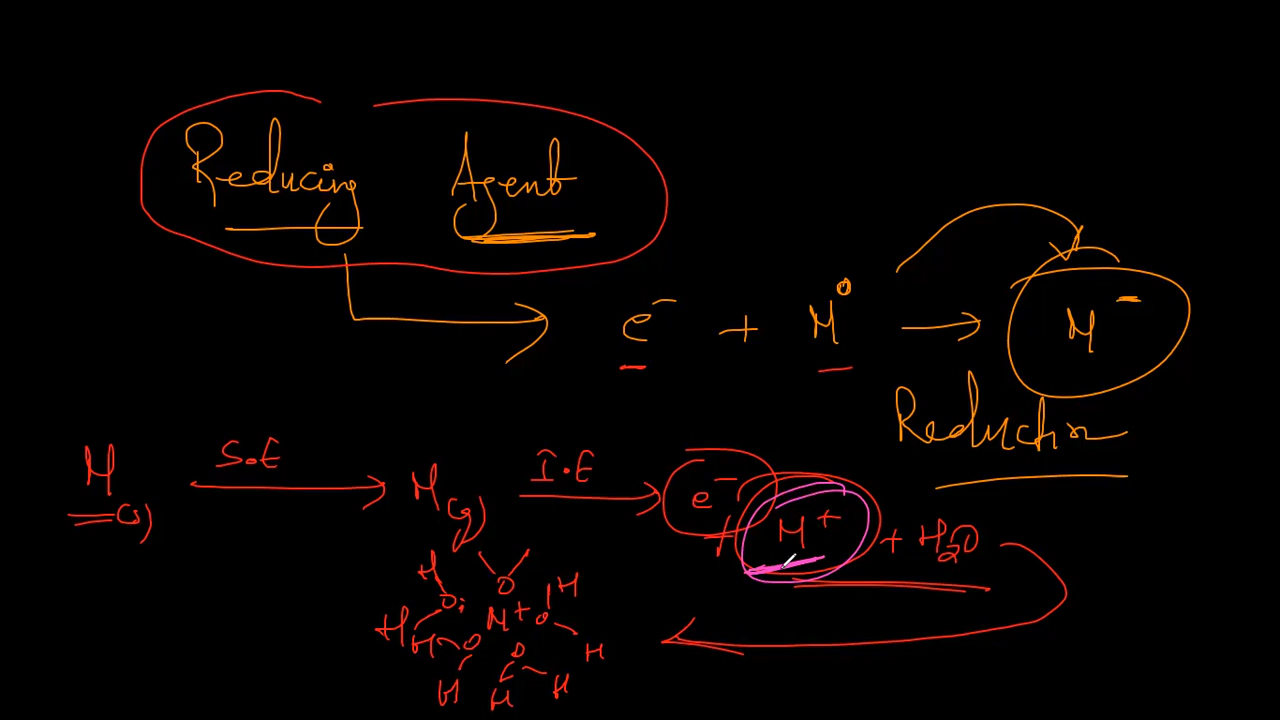 Reducing Agent
e⁻ + M⁰ → M⁻
Reduction
M(s) S.E → M(g) I.E → e⁻ + M⁺ + H₂O
H O H
O: M⁺ O
H H O O H
H H H